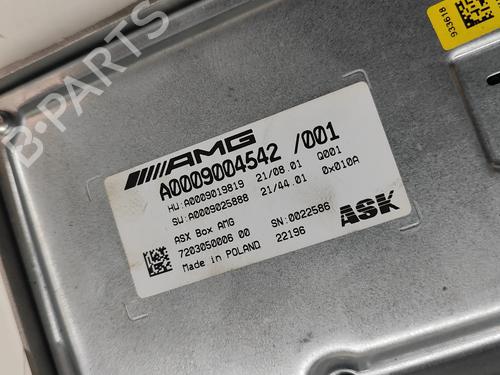 B-PARTS
933618
AMG
A0009004542 /001
HW:A0009019819 21/08.01 Q001
SW:A0009025888 21/44.01 0x010A
ASX Box AMG
7203050006 00 SN:0022586
Made in POLAND 22196
ASK